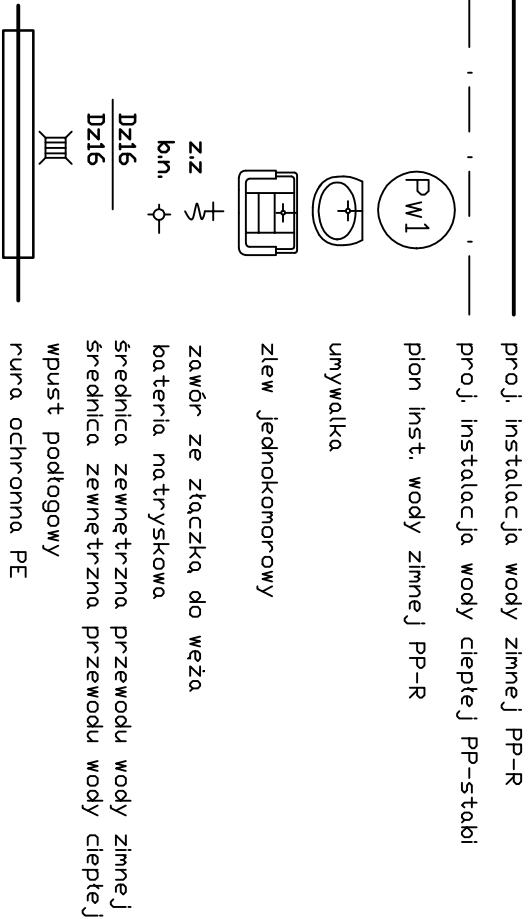 proj. instalacja wody zimnej PP-R
proj. instalacja wody ciepłej PP-stabi
Pw1 pion inst. wody zimnej PP-R
umywalka
zlew jednokomorowy
z.z zawór ze złączką do węża
b.n. bateria natryskowa
Dz16 średnica zewnętrzna przewodu wody zimnej
Dz16 średnica zewnętrzna przewodu wody ciepłej
wpust podłogowy
rura ochronna PE